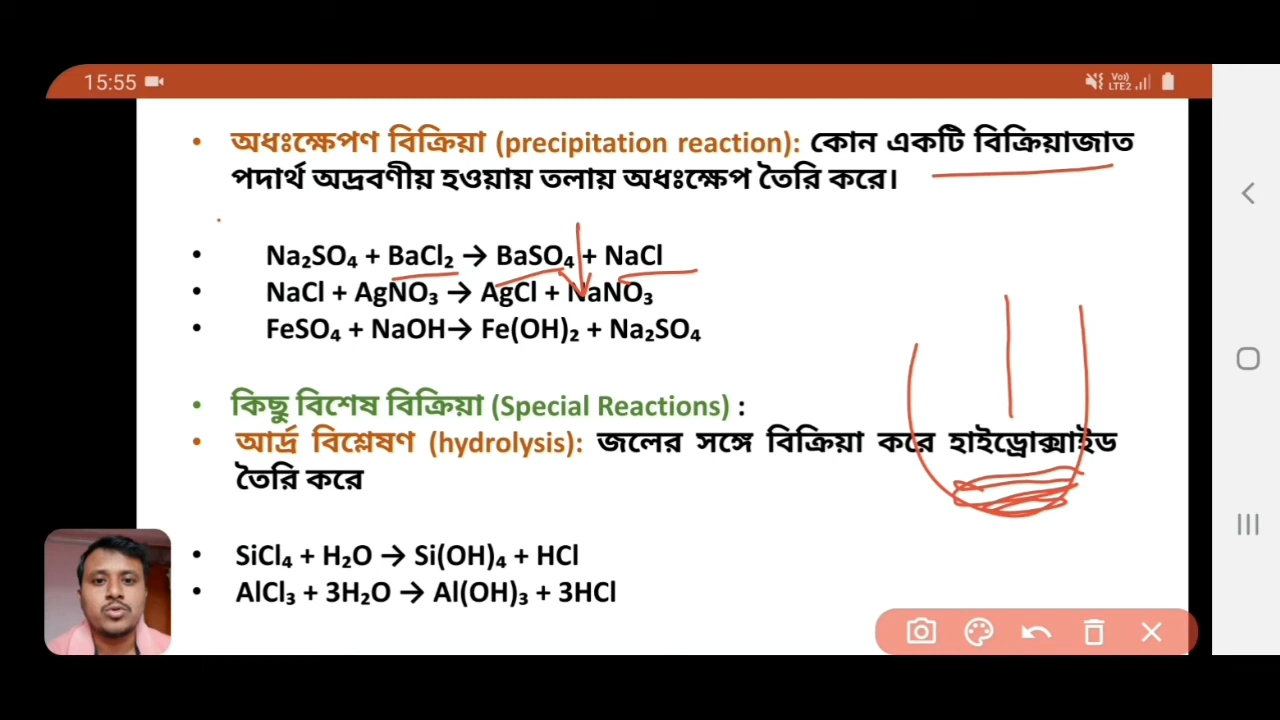 15:55
Vo)) LTE2
• অধঃক্ষেপণ বিক্রিয়া (precipitation reaction): কোন একটি বিক্রিয়াজাত
পদার্থ অদ্রবণীয় হওয়ায় তলায় অধঃক্ষেপ তৈরি করে।
• Na₂SO₄ + BaCl₂ → BaSO₄ + NaCl
• NaCl + AgNO₃ → AgCl + NaNO₃
• FeSO₄ + NaOH→ Fe(OH)₂ + Na₂SO₄
• কিছু বিশেষ বিক্রিয়া (Special Reactions) :
• আর্দ্র বিশ্লেষণ (hydrolysis): জলের সঙ্গে বিক্রিয়া করে হাইড্রোক্সাইড
তৈরি করে
• SiCl₄ + H₂O → Si(OH)₄ + HCl
• AlCl₃ + 3H₂O → Al(OH)₃ + 3HCl